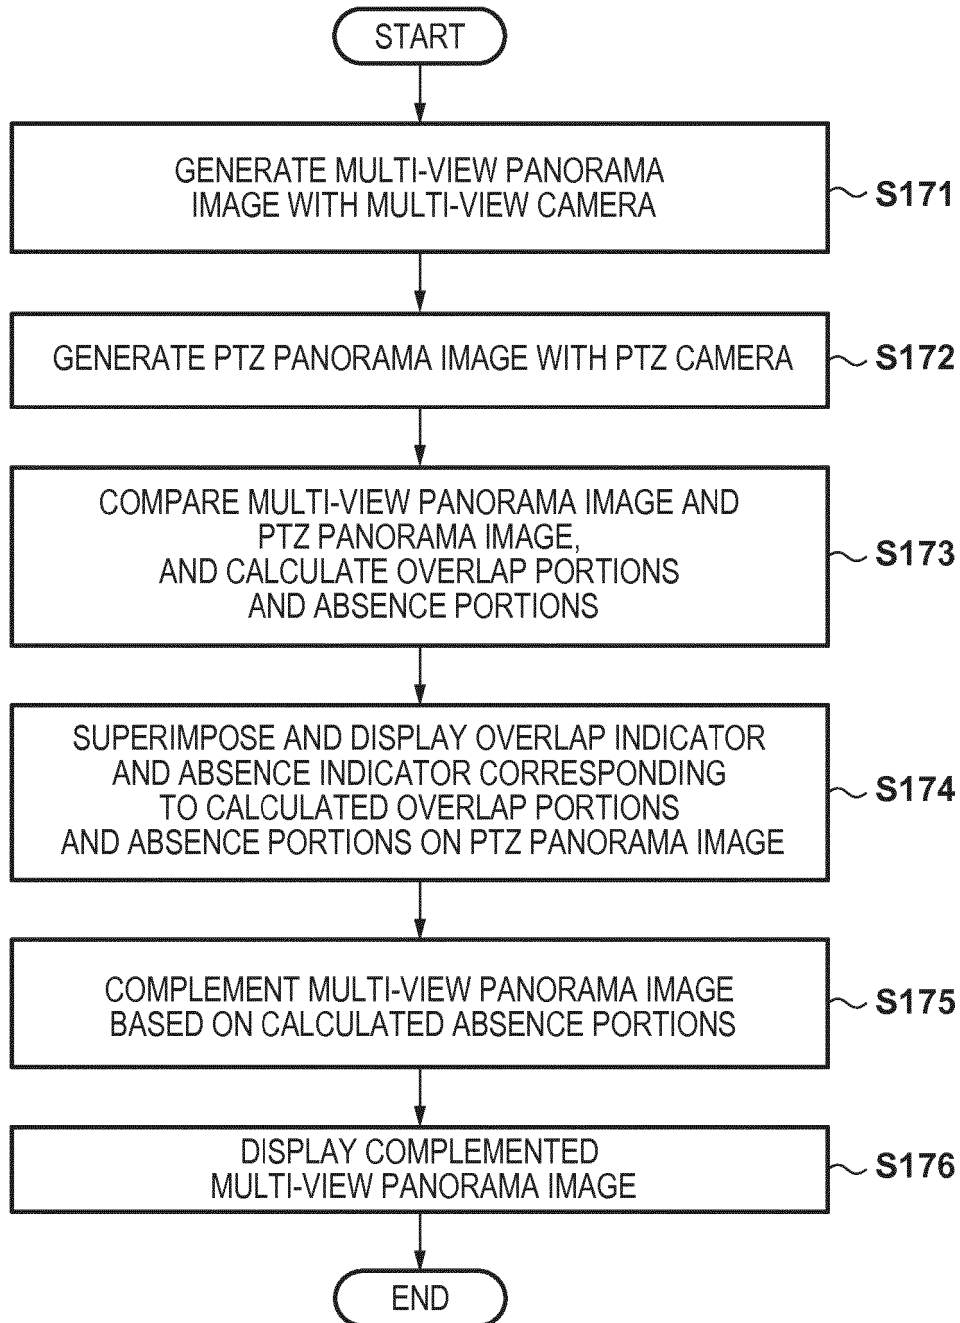 START
GENERATE MULTI-VIEW PANORAMA
IMAGE WITH MULTI-VIEW CAMERA
S171
GENERATE PTZ PANORAMA IMAGE WITH PTZ CAMERA
S172
COMPARE MULTI-VIEW PANORAMA IMAGE AND
PTZ PANORAMA IMAGE,
AND CALCULATE OVERLAP PORTIONS
AND ABSENCE PORTIONS
S173
SUPERIMPOSE AND DISPLAY OVERLAP INDICATOR
AND ABSENCE INDICATOR CORRESPONDING
TO CALCULATED OVERLAP PORTIONS
AND ABSENCE PORTIONS ON PTZ PANORAMA IMAGE
S174
COMPLEMENT MULTI-VIEW PANORAMA IMAGE
BASED ON CALCULATED ABSENCE PORTIONS
S175
DISPLAY COMPLEMENTED
MULTI-VIEW PANORAMA IMAGE
S176
END